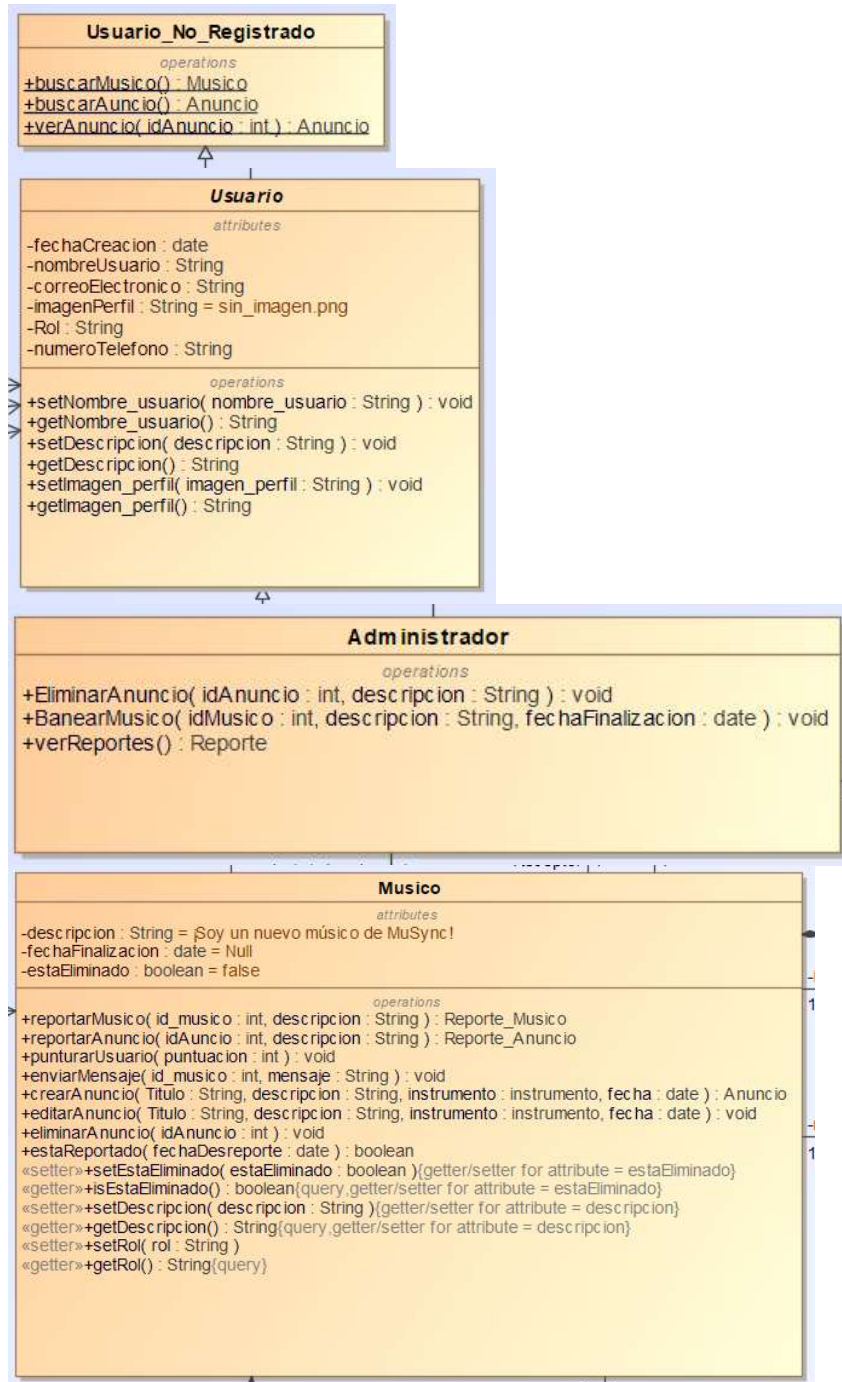 Usuario_No_Registrado
operations
+buscarMusico() : Musico
+buscarAuncio() : Anuncio
+verAnuncio( idAnuncio : int ) : Anuncio
Usuario
attributes
-fechaCreacion : date
-nombreUsuario : String
-correoElectronico : String
-imagenPerfil : String = sin_imagen.png
-Rol : String
-numeroTelefono : String
operations
+setNombre_usuario( nombre_usuario : String ) : void
+getNombre_usuario() : String
+setDescripcion( descripcion : String ) : void
+getDescripcion() : String
+setImagen_perfil( imagen_perfil : String ) : void
+getImagen_perfil() : String
Administrador
operations
+EliminarAnuncio( idAnuncio : int, descripcion : String ) : void
+BanearMusico( idMusico : int, descripcion : String, fechaFinalizacion : date ) : void
+verReportes() : Reporte
Musico
attributes
-descripcion : String = ¡Soy un nuevo músico de MuSync!
-fechaFinalizacion : date = Null
-estaEliminado : boolean = false
operations
+reportarMusico( id_musico : int, descripcion : String ) : Reporte_Musico
+reportarAnuncio( idAuncio : int, descripcion : String ) : Reporte_Anuncio
+punturarUsuario( puntuacion : int ) : void
+enviarMensaje( id_musico : int, mensaje : String ) : void
+crearAnuncio( Titulo : String, descripcion : String, instrumento : instrumento, fecha : date ) : Anuncio
+editarAnuncio( Titulo : String, descripcion : String, instrumento : instrumento, fecha : date ) : void
+eliminarAnuncio( idAnuncio : int ) : void
+estaReportado( fechaDesreporte : date ) : boolean
«setter»+setEstaEliminado( estaEliminado : boolean ){getter/setter for attribute = estaEliminado}
«getter»+isEstaEliminado() : boolean{query,getter/setter for attribute = estaEliminado}
«setter»+setDescripcion( descripcion : String ){getter/setter for attribute = descripcion}
«getter»+getDescripcion() : String{query,getter/setter for attribute = descripcion}
«setter»+setRol( rol : String )
«getter»+getRol() : String{query}
1
1